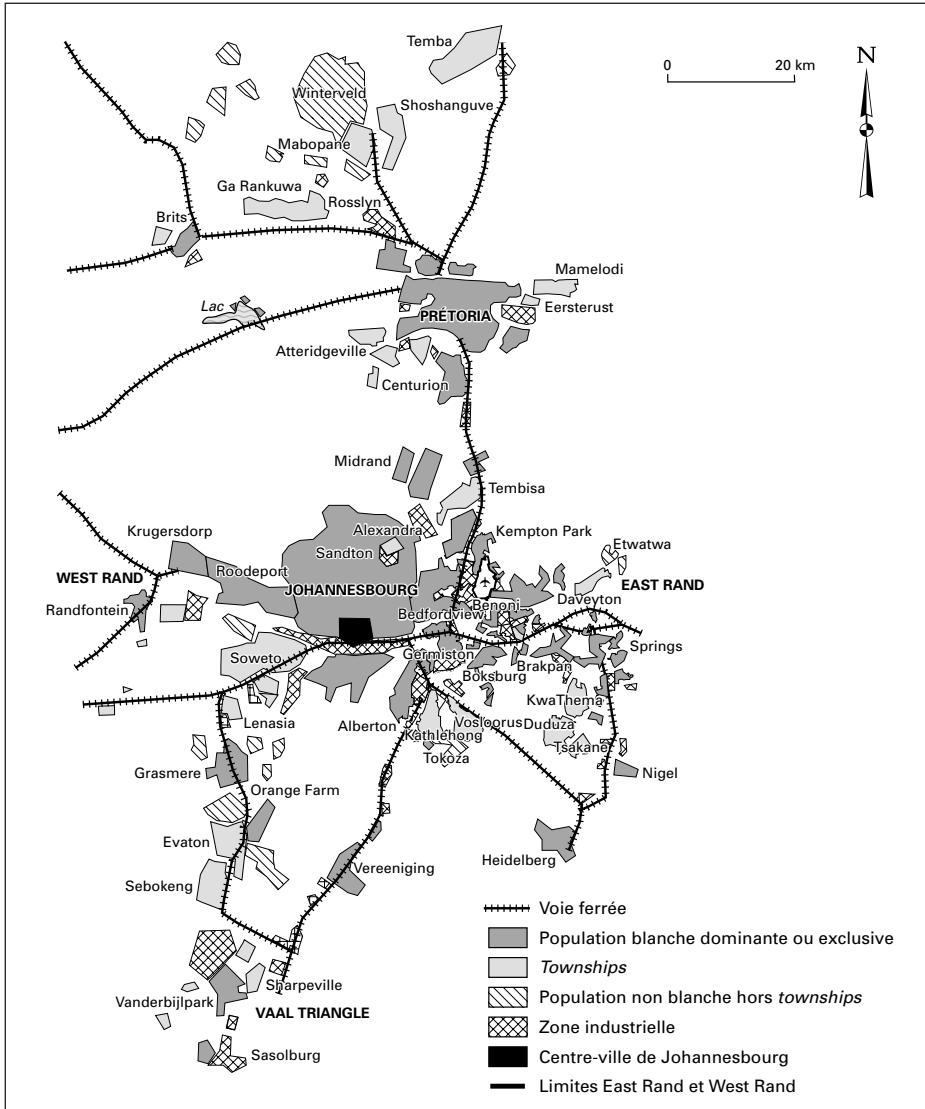 Temba
0 20 km
N
Winterveld
Shoshanguve
Mabopane
Ga Rankuwa
Rosslyn
Brits
Mamelodi
Lac
Eersterust
PRÉTORIA
Atteridgeville
Centurion
Midrand
Tembisa
Krugersdorp
Alexandra
Kempton Park
Sandton
Etwatwa
WEST RAND
Roodeport
JOHANNESBOURG
EAST RAND
Randfontein
Benoni
Daveyton
Bedfordview
Soweto
Germiston
Springs
Brakpan
Boksburg
KwaThema
Lenasia
Alberton
Vosloorus
Duduza
Kathlehong
Tsakane
Tokoza
Grasmere
Nigel
Orange Farm
Evaton
Heidelberg
Vereeniging
Sebokeng
Voie ferrée
Population blanche dominante ou exclusive
Townships
Sharpeville
Vanderbijlpark
VAAL TRIANGLE
Population non blanche hors townships
Zone industrielle
Sasolburg
Centre-ville de Johannesbourg
Limites East Rand et West Rand